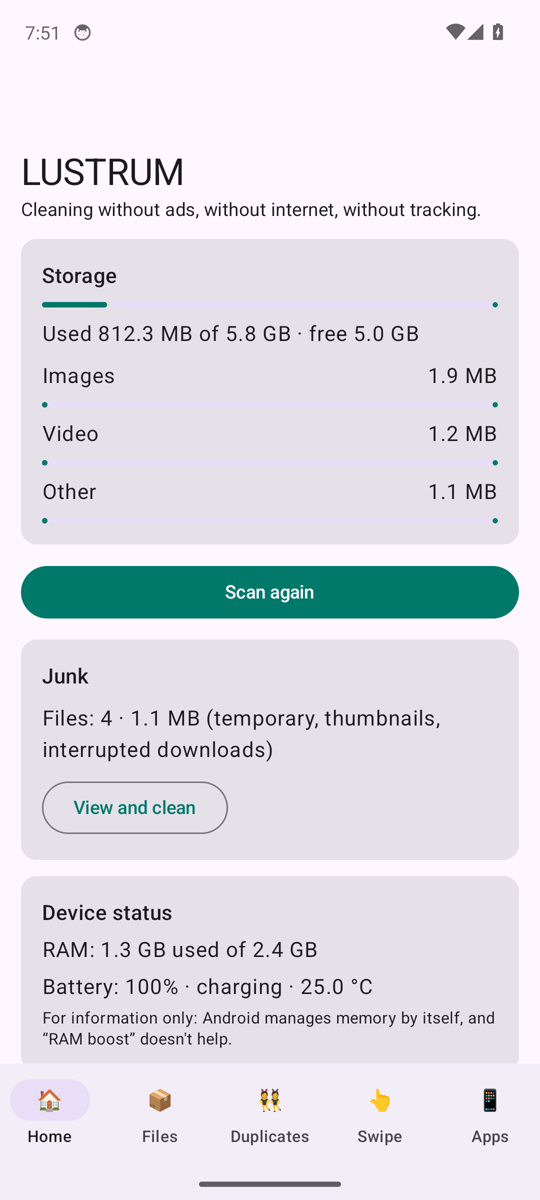 7:51
LUSTRUM
Cleaning without ads, without internet, without tracking.
Storage
Used 812.3 MB of 5.8 GB · free 5.0 GB
Images 1.9 MB
Video 1.2 MB
Other 1.1 MB
Scan again
Junk
Files: 4 · 1.1 MB (temporary, thumbnails,
interrupted downloads)
View and clean
Device status
RAM: 1.3 GB used of 2.4 GB
Battery: 100% · charging · 25.0 °C
For information only: Android manages memory by itself, and
“RAM boost” doesn't help.
Home Files Duplicates Swipe Apps